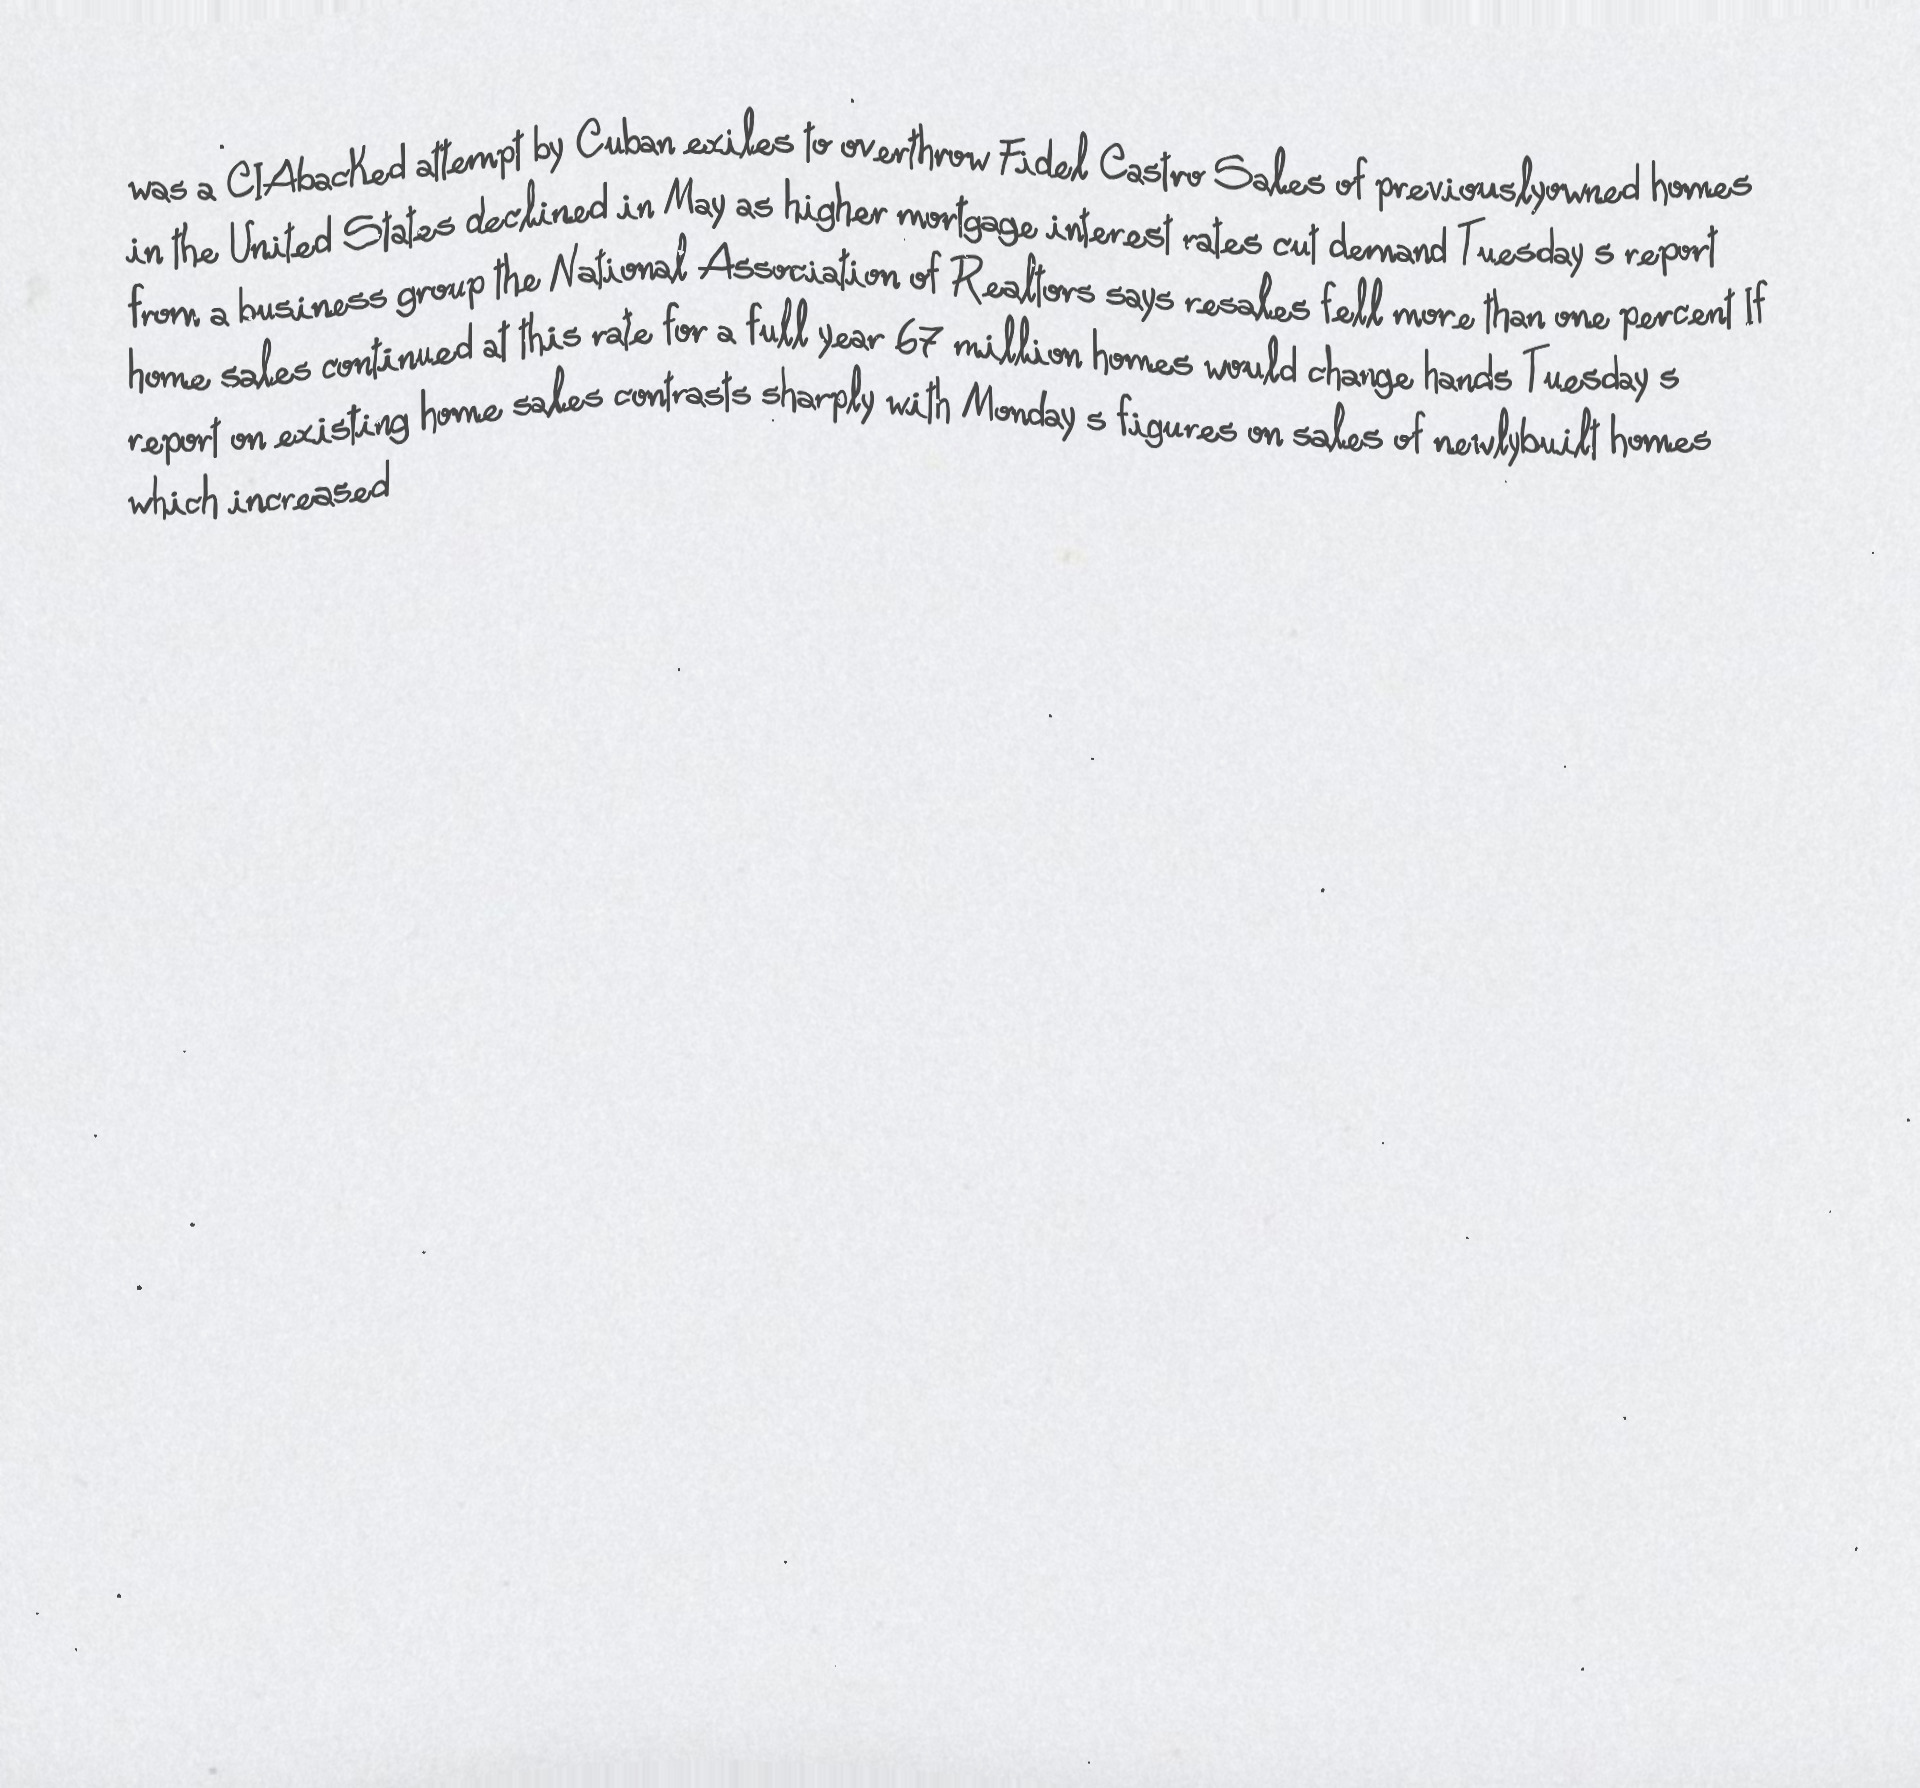 was a CIAbacked attempt by Cuban exiles to overthrow Fidel Castro Sales of previouslyowned homes
in the United States declined in May as higher mortgage interest rates cut demand Tuesday s report
from a business group the National Association of Realtors says resales fell more than one percent If
home sales continued at this rate for a full year 67 million homes would change hands Tuesday s
report on existing home sales contrasts sharply with Monday s figures on sales of newlybuilt homes
which increased